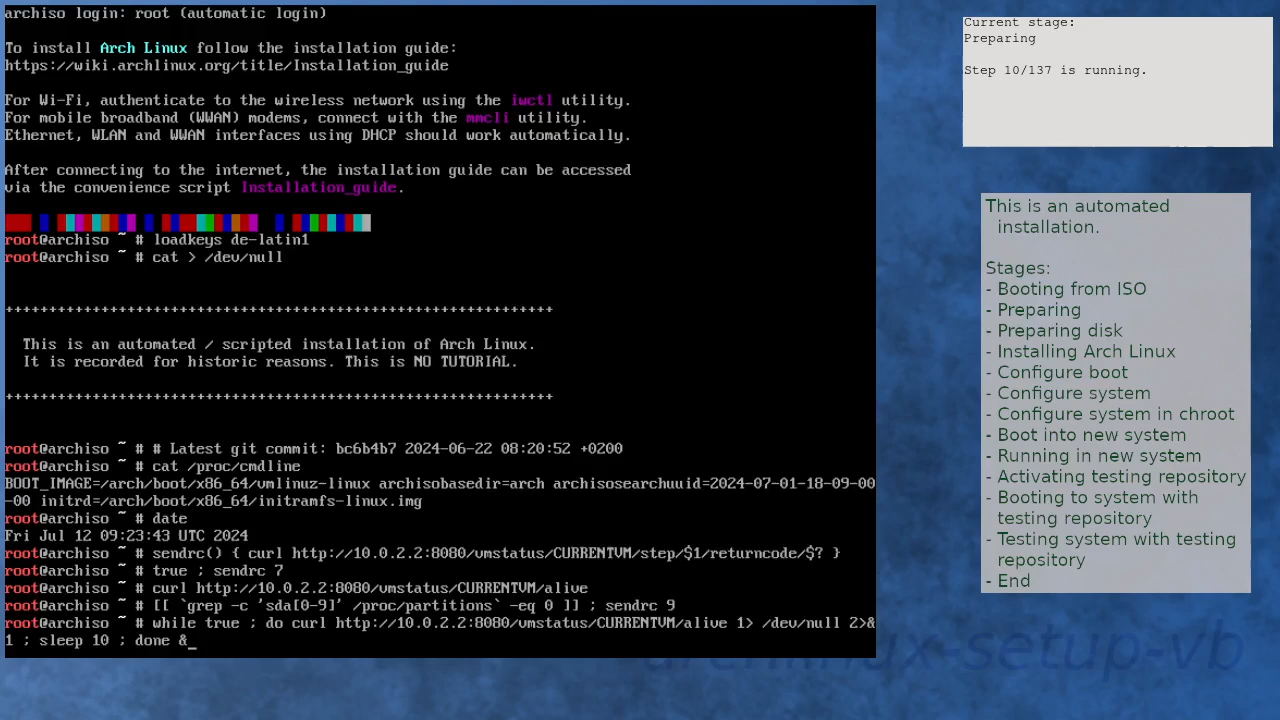 archiso login: root (automatic login)
To install Arch Linux follow the installation guide:
https://wiki.archlinux.org/title/Installation_guide
For Wi-Fi, authenticate to the wireless network using the iwctl utility.
For mobile broadband (WWAN) modems, connect with the mmcli utility.
Ethernet, WLAN and WWAN interfaces using DHCP should work automatically.
After connecting to the internet, the installation guide can be accessed
via the convenience script Installation_guide.
root@archiso ~ # loadkeys de-latin1
root@archiso ~ # cat > /dev/null
+++++++++++++++++++++++++++++++++++++++++++++++++++++++++++++++
This is an automated / scripted installation of Arch Linux.
It is recorded for historic reasons. This is NO TUTORIAL.
+++++++++++++++++++++++++++++++++++++++++++++++++++++++++++++++
root@archiso ~ # # Latest git commit: bc6b4b7 2024-06-22 08:20:52 +0200
root@archiso ~ # cat /proc/cmdline
BOOT_IMAGE=/arch/boot/x86_64/vmlinuz-linux archisobasedir=arch archisosearchuuid=2024-07-01-18-09-00
-00 initrd=/arch/boot/x86_64/initramfs-linux.img
root@archiso ~ # date
Fri Jul 12 09:23:43 UTC 2024
root@archiso ~ # sendrc() { curl http://10.0.2.2:8080/vmstatus/CURRENTVM/step/$1/returncode/$? }
root@archiso ~ # true ; sendrc 7
root@archiso ~ # curl http://10.0.2.2:8080/vmstatus/CURRENTVM/alive
root@archiso ~ # [[ `grep -c 'sda[0-9]' /proc/partitions` -eq 0 ]] ; sendrc 9
root@archiso ~ # while true ; do curl http://10.0.2.2:8080/vmstatus/CURRENTVM/alive 1> /dev/null 2>&
1 ; sleep 10 ; done &_
Current stage:
Preparing
Step 10/137 is running.
This is an automated
installation.
Stages:
- Booting from ISO
- Preparing
- Preparing disk
- Installing Arch Linux
- Configure boot
- Configure system
- Configure system in chroot
- Boot into new system
- Running in new system
- Activating testing repository
- Booting to system with
testing repository
- Testing system with testing
repository
- End
archlinux-setup-vb